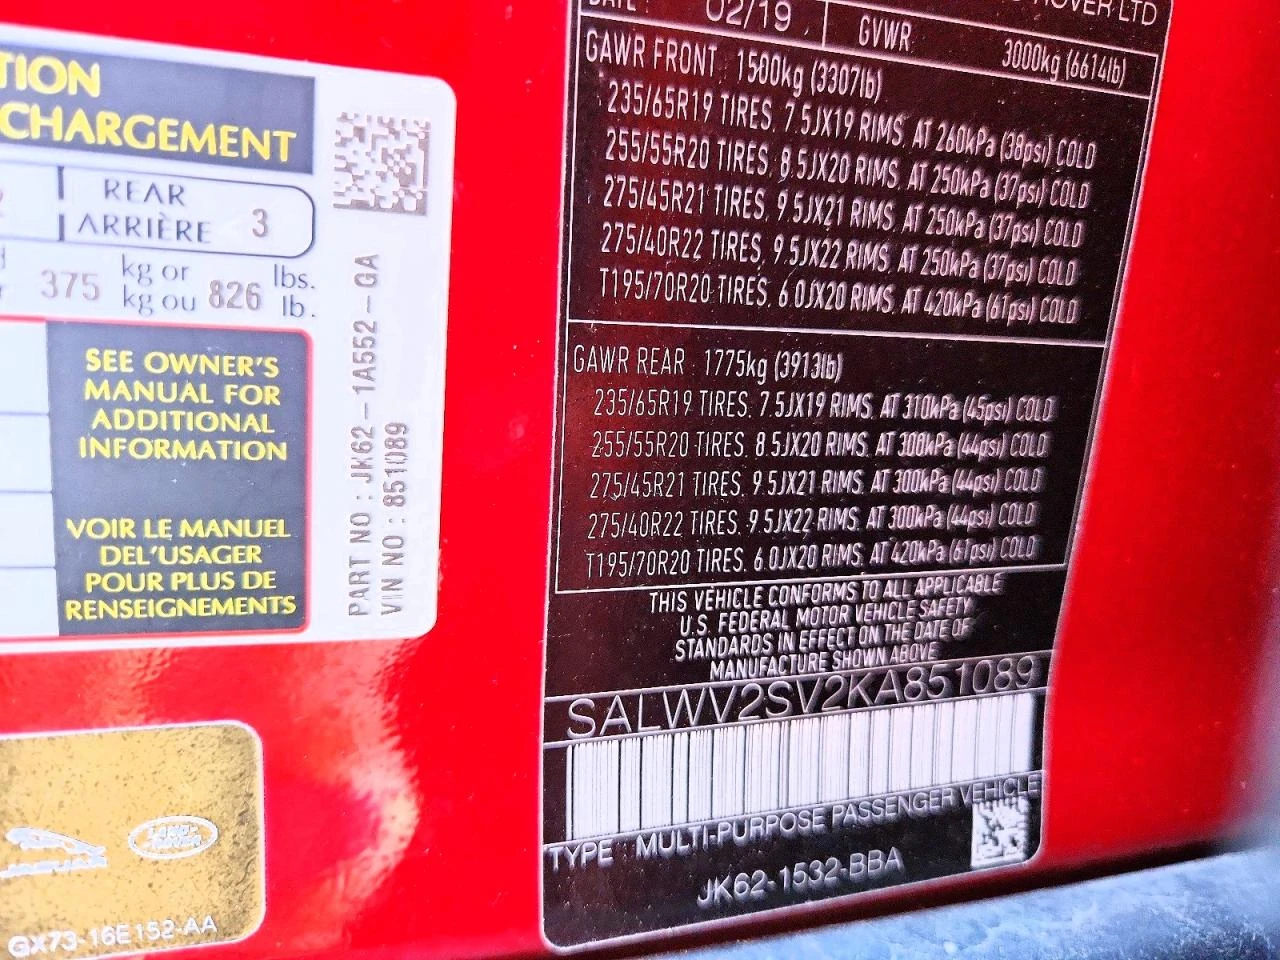 TION
CHARGEMENT
REAR
ARRIÈRE 3
375 kg or 826 lbs.
kg ou lb.
SEE OWNER'S
MANUAL FOR
ADDITIONAL
INFORMATION
VOIR LE MANUEL
DEL'USAGER
POUR PLUS DE
RENSEIGNEMENTS
PART NO : JK62-1A552-GA
VIN NO : 851089
LAND-
ROVER
JAGUAR
GX73-16E152-AA
ROVER LTD
DATE : 02/19 GVWR 3000kg (6614lb)
GAWR FRONT : 1500kg (3307lb)
235/65R19 TIRES, 7.5JX19 RIMS, AT 260kPa (38psi) COLD
255/55R20 TIRES, 8.5JX20 RIMS, AT 250kPa (37psi) COLD
275/45R21 TIRES, 9.5JX21 RIMS, AT 250kPa (37psi) COLD
275/40R22 TIRES, 9.5JX22 RIMS, AT 250kPa (37psi) COLD
T195/70R20 TIRES, 6.0JX20 RIMS, AT 420kPa (61psi) COLD
GAWR REAR : 1775kg (3913lb)
235/65R19 TIRES, 7.5JX19 RIMS, AT 310kPa (45psi) COLD
255/55R20 TIRES, 8.5JX20 RIMS, AT 300kPa (44psi) COLD
275/45R21 TIRES, 9.5JX21 RIMS, AT 300kPa (44psi) COLD
275/40R22 TIRES, 9.5JX22 RIMS, AT 300kPa (44psi) COLD
T195/70R20 TIRES, 6.0JX20 RIMS, AT 420kPa (61psi) COLD
THIS VEHICLE CONFORMS TO ALL APPLICABLE
U.S. FEDERAL MOTOR VEHICLE SAFETY
STANDARDS IN EFFECT ON THE DATE OF
MANUFACTURE SHOWN ABOVE
SALWV2SV2KA851089
TYPE : MULTI-PURPOSE PASSENGER VEHICLE
JK62-1532-BBA